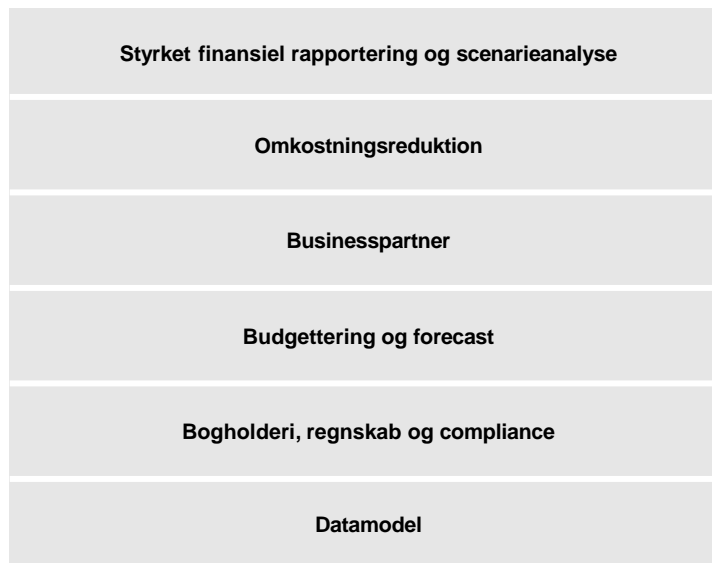 Styrket finansiel rapportering og scenarieanalyse
Omkostningsreduktion
Businesspartner
Budgettering og forecast
Bogholderi, regnskab og compliance
Datamodel